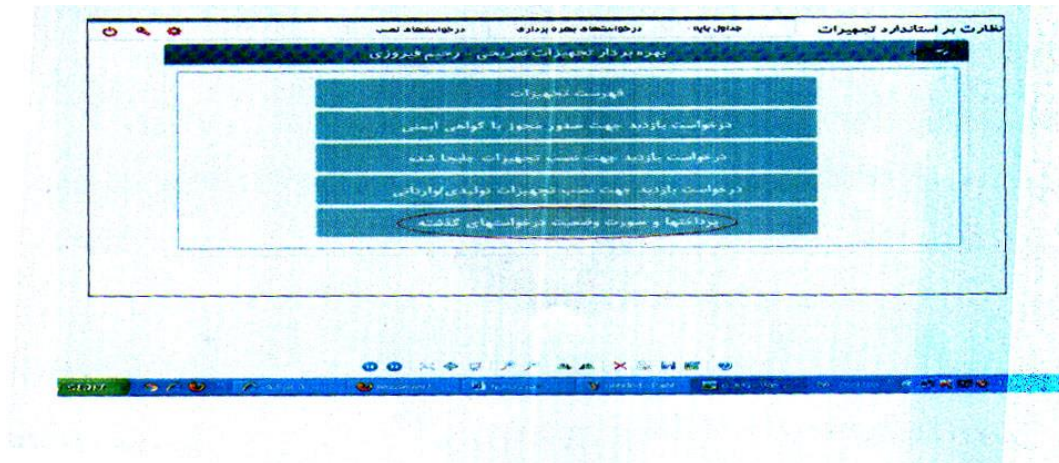 نظارت بر استاندارد تجهیزات
جداول پایه
درخواستهای بهره برداری
درخواستهای نصب
بهره بردار تجهیزات تفریحی - رحیم فیروزی
فهرست تجهیزات
درخواست بازدید جهت صدور مجوز یا گواهی ایمنی
درخواست بازدید جهت نصب تجهیزات جابجا شده
درخواست بازدید جهت نصب تجهیزات تولیدی/وارداتی
پرداختها و صورت وضعیت درخواستهای گذشته
start